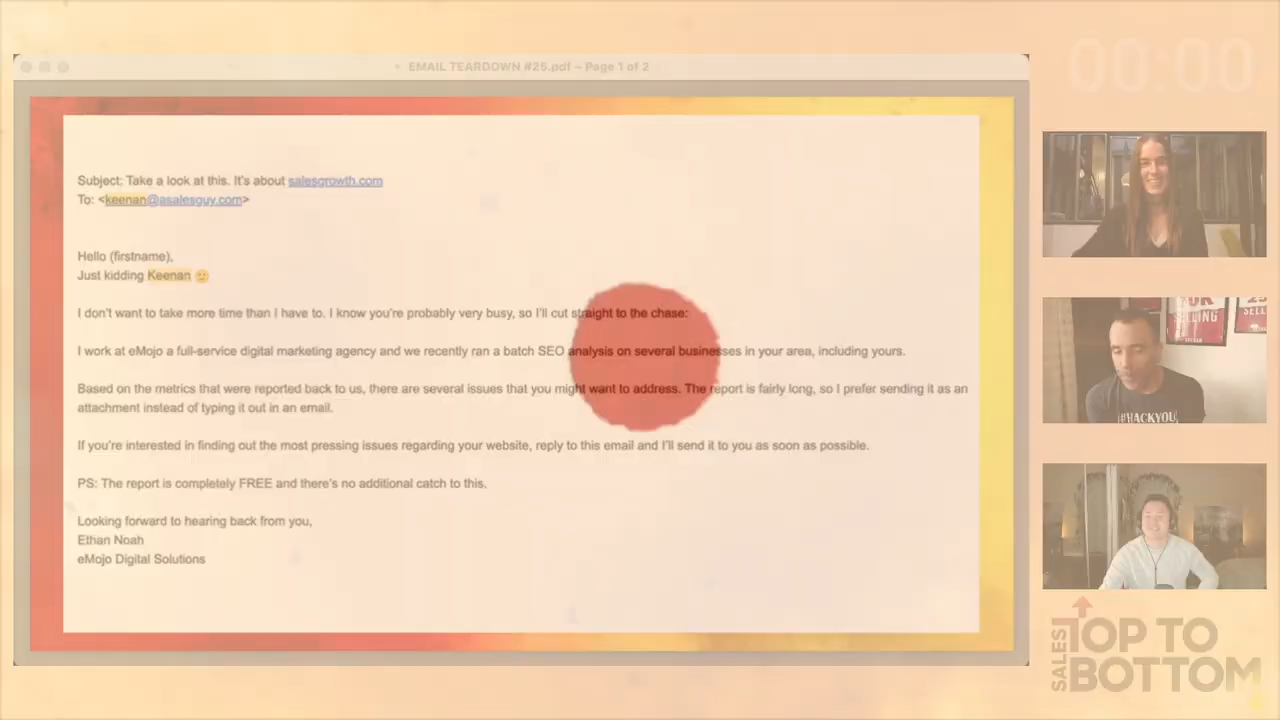 EMAIL TEARDOWN #25.pdf – Page 1 of 2
00:00
Subject: Take a look at this. It's about salesgrowth.com
To: <keenan@asalesguy.com>
Hello (firstname),
Just kidding Keenan 😕
I don't want to take more time than I have to. I know you're probably very busy, so I'll cut straight to the chase:
I work at eMojo a full-service digital marketing agency and we recently ran a batch SEO analysis on several businesses in your area, including yours.
Based on the metrics that were reported back to us, there are several issues that you might want to address. The report is fairly long, so I prefer sending it as an
attachment instead of typing it out in an email.
If you're interested in finding out the most pressing issues regarding your website, reply to this email and I'll send it to you as soon as possible.
PS: The report is completely FREE and there's no additional catch to this.
Looking forward to hearing back from you,
Ethan Noah
eMojo Digital Solutions
#HACKYOU
SALES TOP TO
BOTTOM